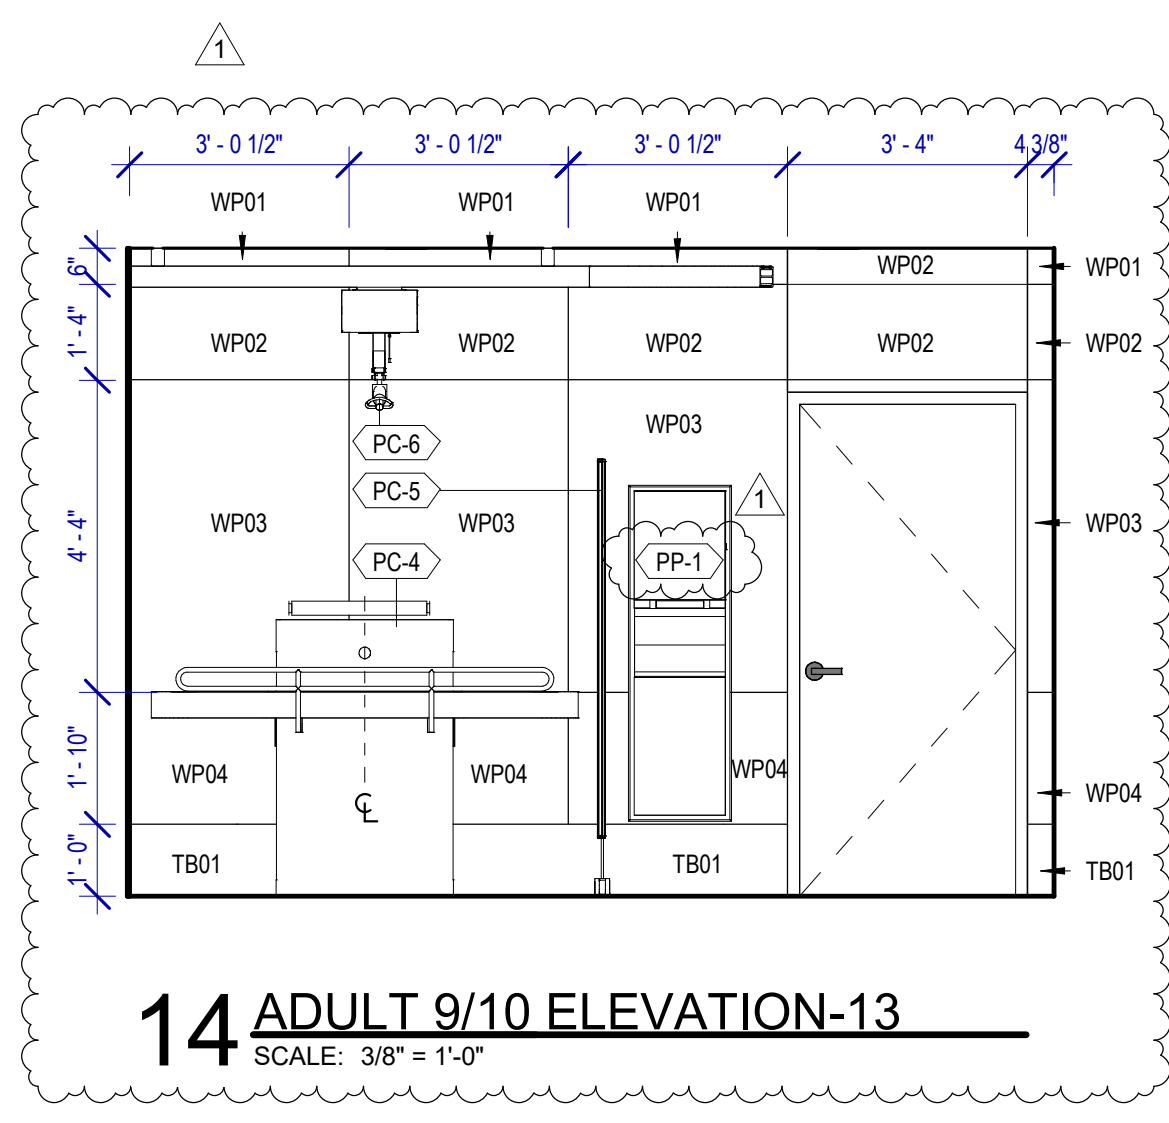 1
3' - 0 1/2" 3' - 0 1/2" 3' - 0 1/2" 3' - 4" 4 3/8"
WP01 WP01 WP01
6" WP02 WP01
1' - 4" WP02 WP02 WP02 WP02 WP02
WP03
PC-6
PC-5
1
4' - 4" WP03 WP03 WP03
PC-4 PP-1
1' - 10" WP04 WP04 WP04 WP04
CL
1' - 0" TB01 TB01 TB01
14 ADULT 9/10 ELEVATION-13
SCALE: 3/8" = 1'-0"